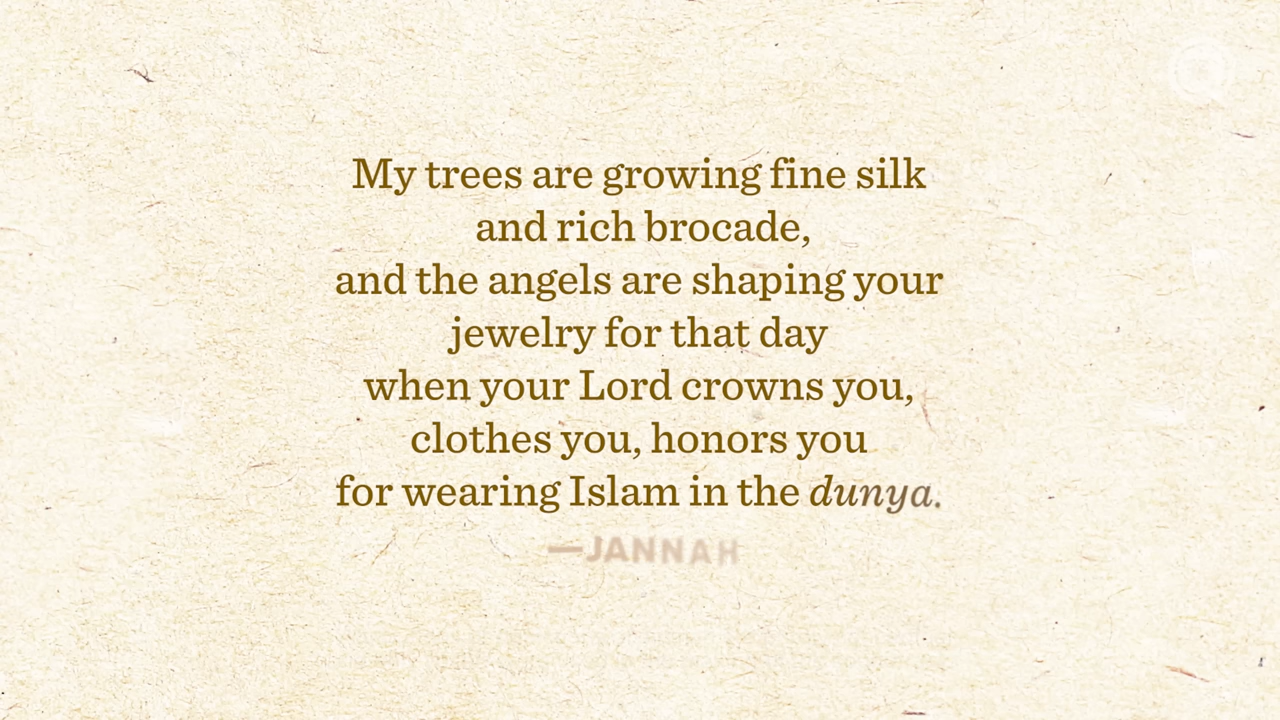 My trees are growing fine silk
and rich brocade,
and the angels are shaping your
jewelry for that day
when your Lord crowns you,
clothes you, honors you
for wearing Islam in the dunya.
—JANNAH